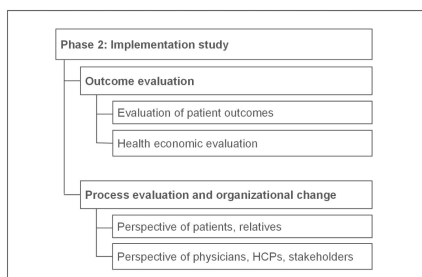 Phase 2: Implementation study
Outcome evaluation
Evaluation of patient outcomes
Health economic evaluation
Process evaluation and organizational change
Perspective of patients, relatives
Perspective of physicians, HCPs, stakeholders